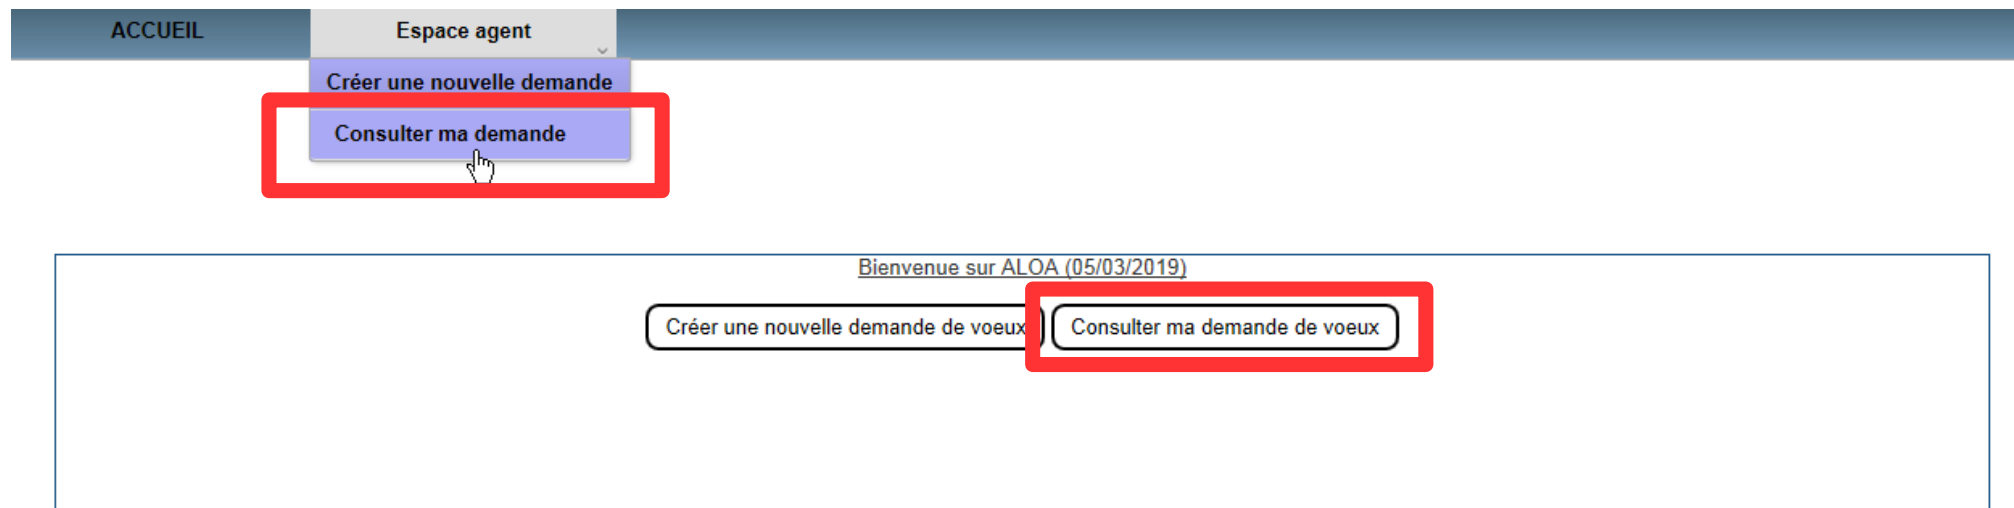 ACCUEIL Espace agent
Créer une nouvelle demande
Consulter ma demande
Bienvenue sur ALOA (05/03/2019)
Créer une nouvelle demande de voeux Consulter ma demande de voeux